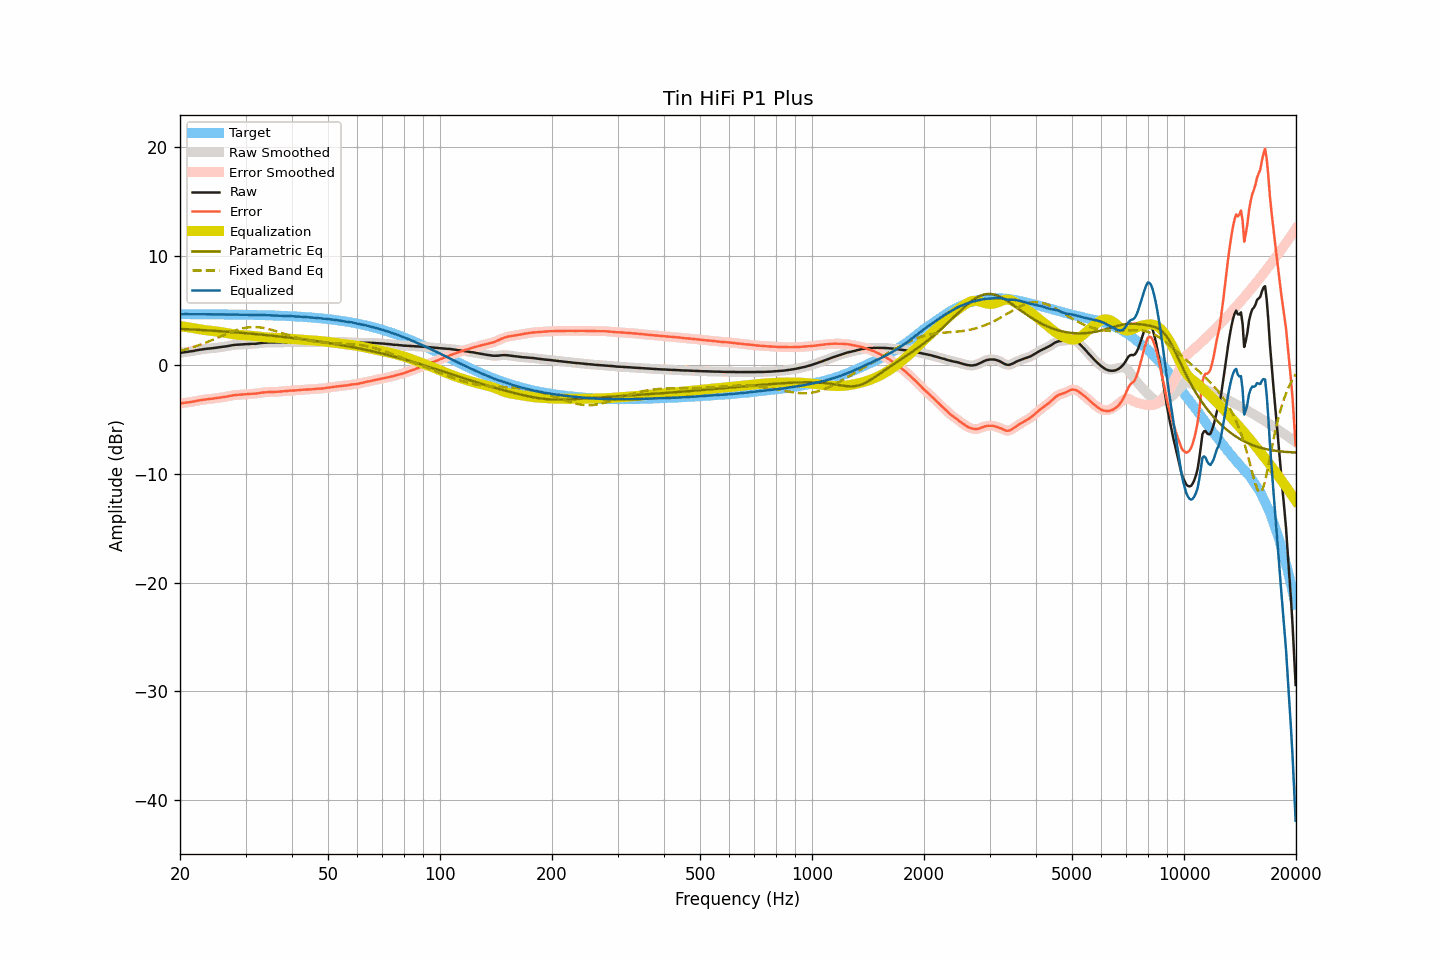 Tin HiFi P1 Plus
Target
Raw Smoothed
Error Smoothed
Raw
Error
Equalization
Parametric Eq
Fixed Band Eq
Equalized
20
10
0
−10
−20
−30
−40
Amplitude (dBr)
20 50 100 200 500 1000 2000 5000 10000 20000
Frequency (Hz)